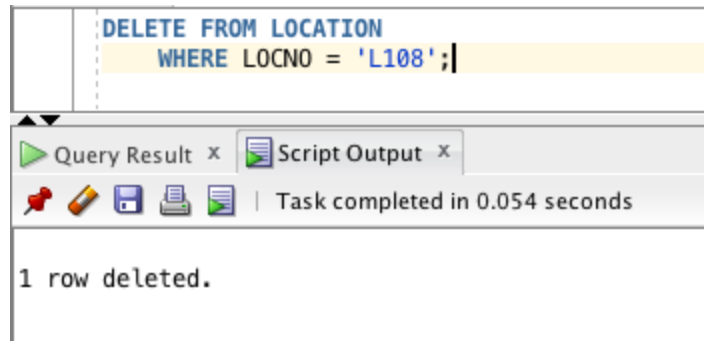 DELETE FROM LOCATION
WHERE LOCNO = 'L108';
Query Result x Script Output x
Task completed in 0.054 seconds
1 row deleted.